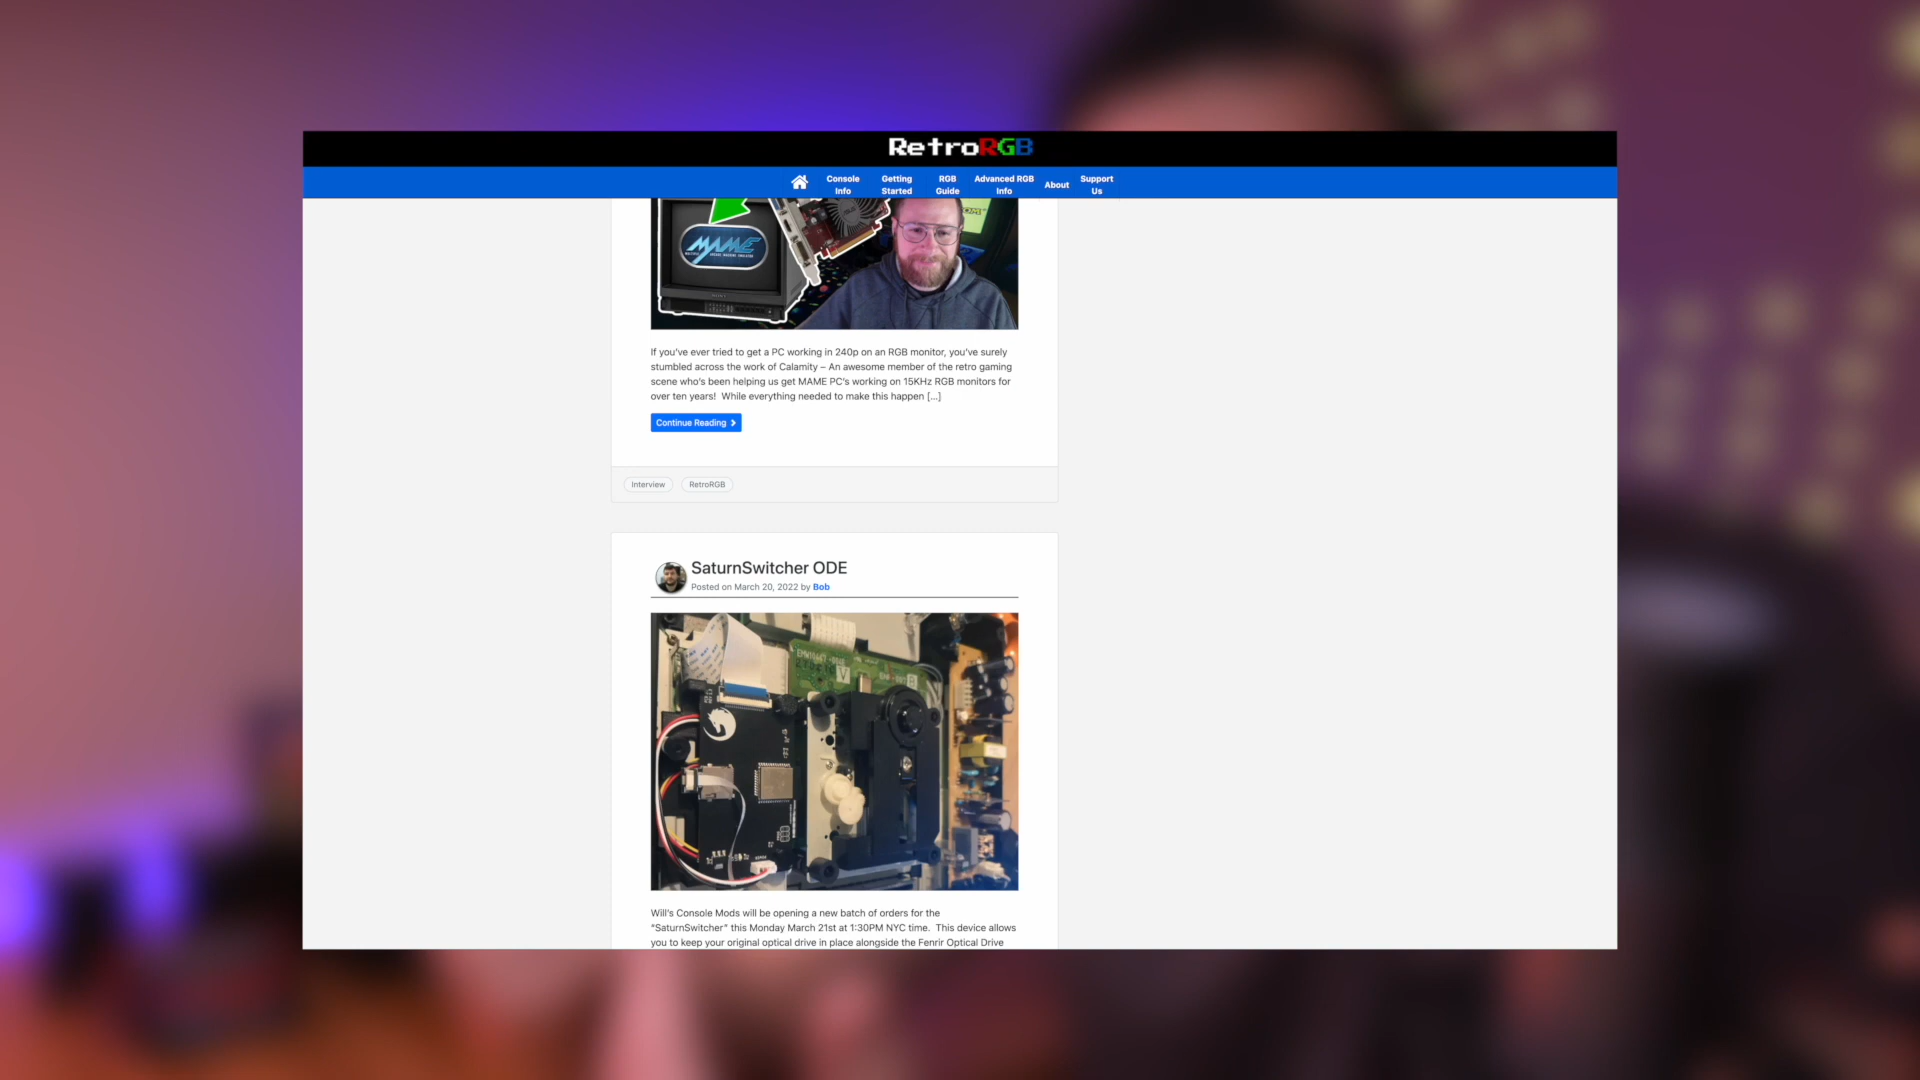 RetroRGB
Console Info
Getting Started
RGB Guide
Advanced RGB Info
About
Support Us
MAME
SONY
If you've ever tried to get a PC working in 240p on an RGB monitor, you've surely
stumbled across the work of Calamity – An awesome member of the retro gaming
scene who's been helping us get MAME PC's working on 15KHz RGB monitors for
over ten years!  While everything needed to make this happen [...]
Continue Reading
Interview
RetroRGB
SaturnSwitcher ODE
Posted on March 20, 2022 by Bob
V
Will's Console Mods will be opening a new batch of orders for the
"SaturnSwitcher" this Monday March 21st at 1:30PM NYC time.  This device allows
you to keep your original optical drive in place alongside the Fenrir Optical Drive